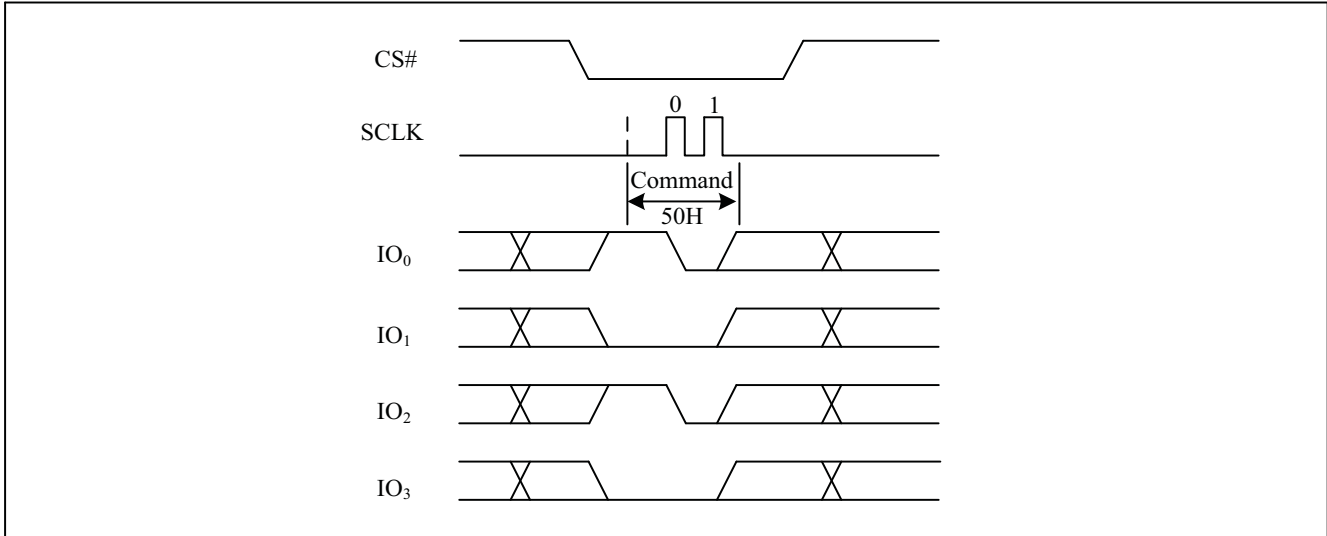 CS#
0 1
SCLK
Command
50H
IO₀
IO₁
IO₂
IO₃